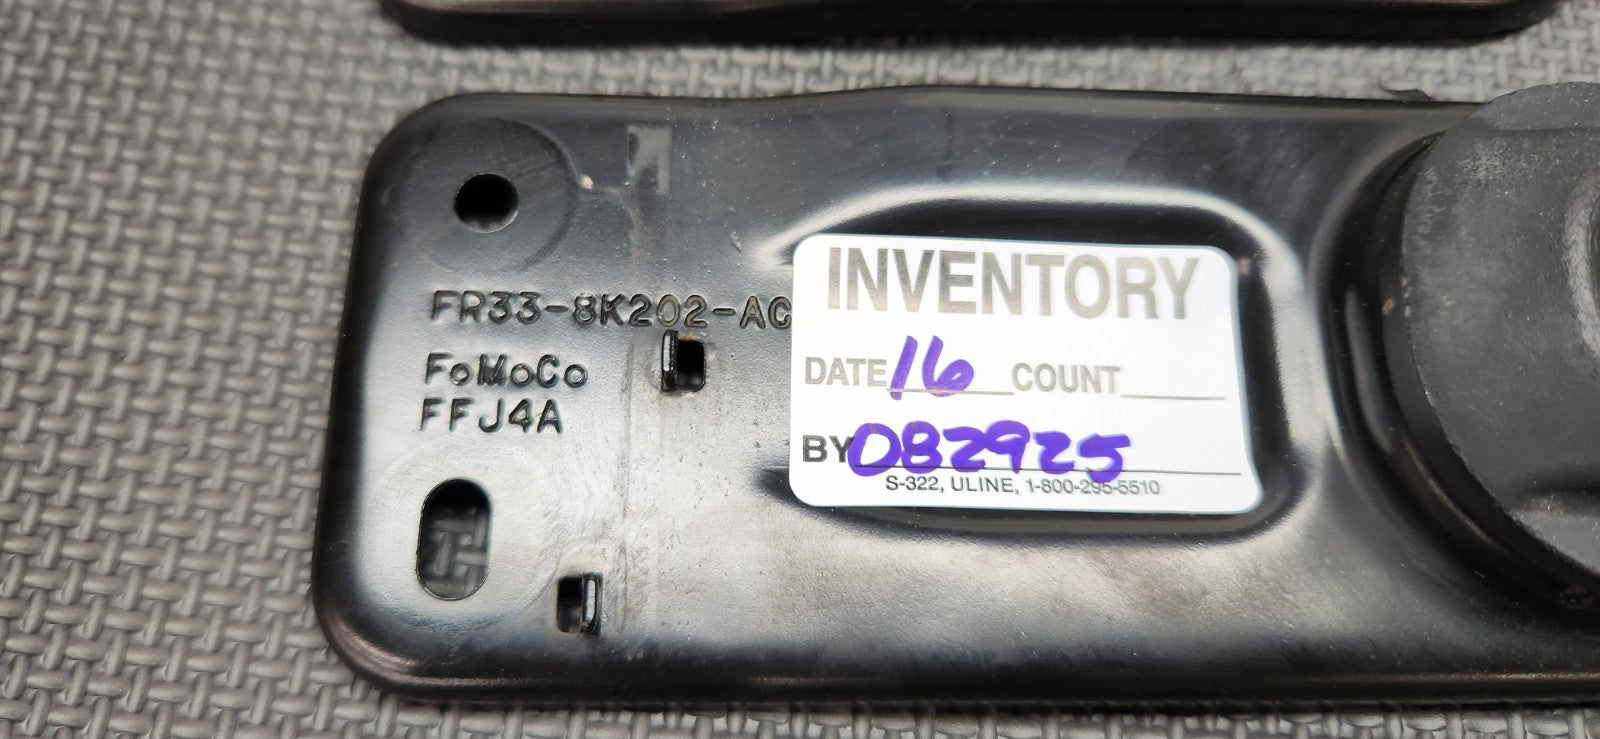 FR33-8K202-AC
FoMoCo
FFJ4A
INVENTORY
DATE 16 COUNT
BY 082925
S-322, ULINE, 1-800-295-5510